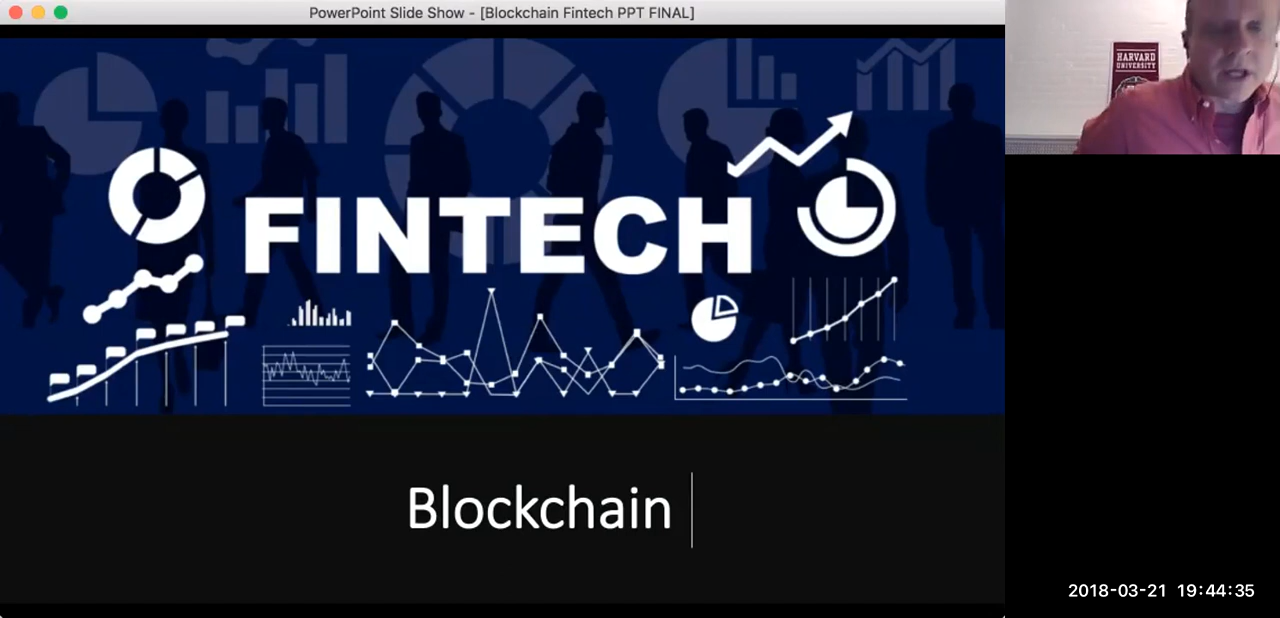 PowerPoint Slide Show - [Blockchain Fintech PPT FINAL]
HARVARD
UNIVERSITY
FINTECH
Blockchain
2018-03-21 19:44:35